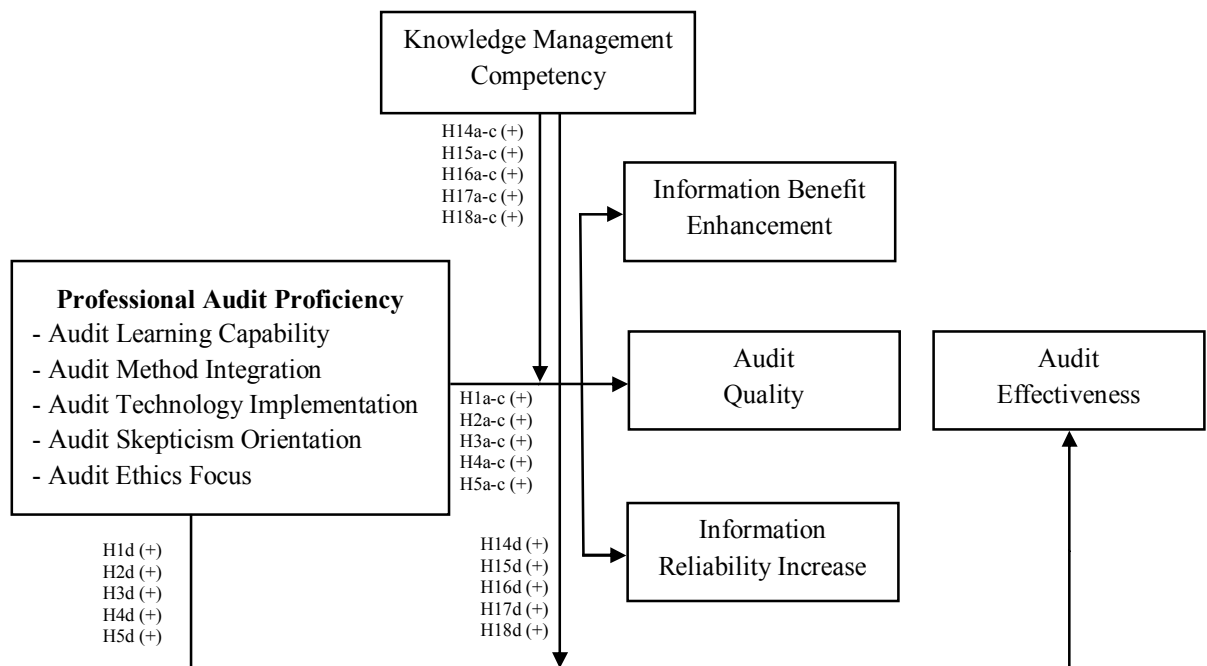 Knowledge Management
Competency
H14a-c (+)
H15a-c (+)
H16a-c (+)
H17a-c (+)
H18a-c (+)
Information Benefit
Enhancement
Professional Audit Proficiency
- Audit Learning Capability
- Audit Method Integration
- Audit Technology Implementation
- Audit Skepticism Orientation
- Audit Ethics Focus
H1a-c (+)
H2a-c (+)
H3a-c (+)
H4a-c (+)
H5a-c (+)
Audit
Quality
Audit
Effectiveness
Information
Reliability Increase
H1d (+)
H2d (+)
H3d (+)
H4d (+)
H5d (+)
H14d (+)
H15d (+)
H16d (+)
H17d (+)
H18d (+)